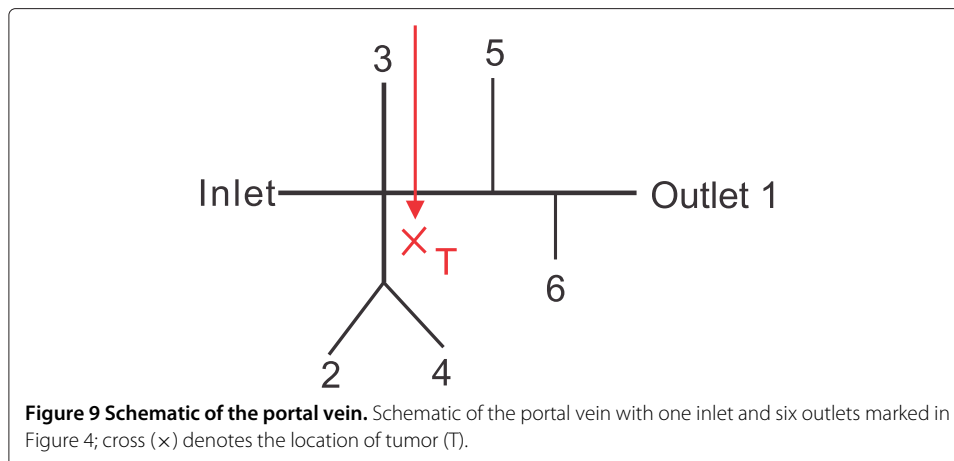 3
5
Inlet
Outlet 1
T
6
2
4
Figure 9 Schematic of the portal vein. Schematic of the portal vein with one inlet and six outlets marked in
Figure 4; cross (×) denotes the location of tumor (T).